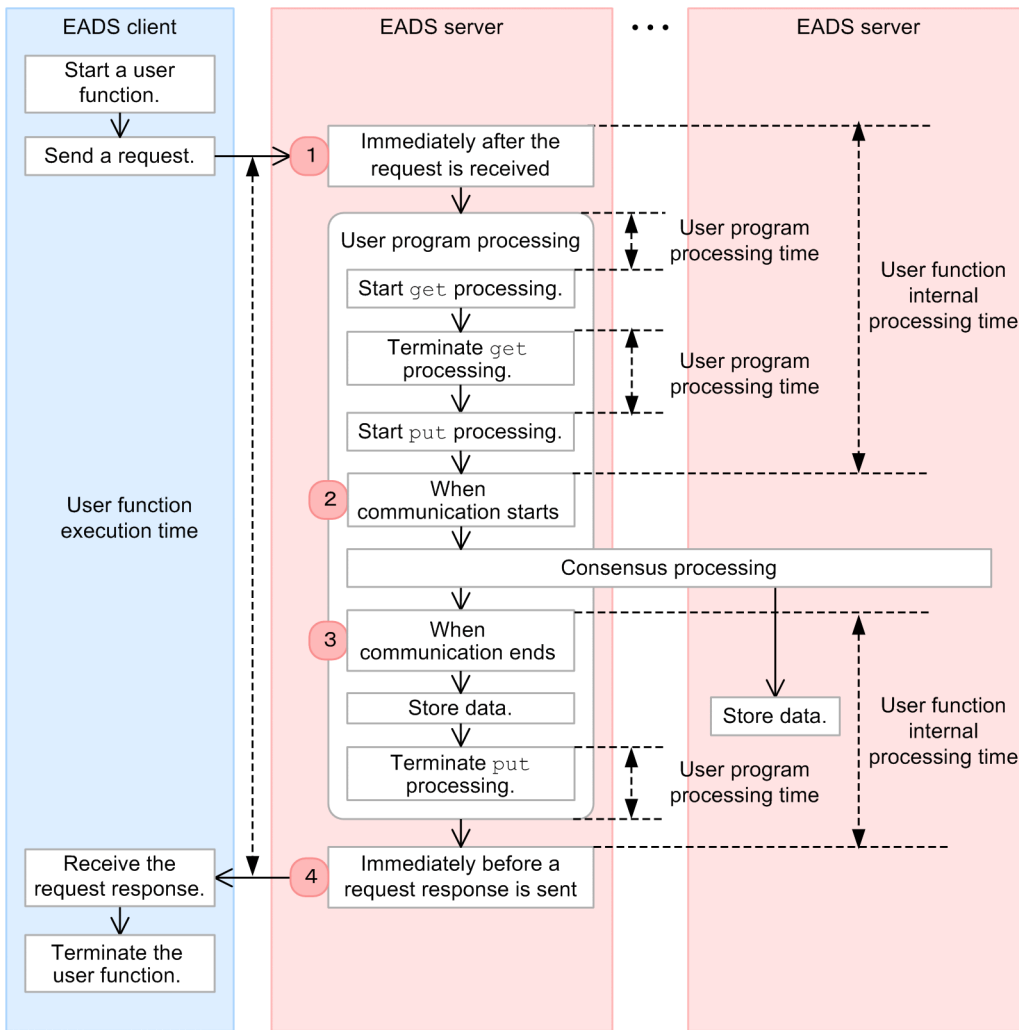 EADS client
EADS server
• • •
EADS server
Start a user
function.
Send a request.
1
Immediately after the
request is received
User program processing
User program
processing time
Start get processing.
User function
internal
processing time
Terminate get
processing.
User program
processing time
Start put processing.
2
When
communication starts
User function
execution time
Consensus processing
3
When
communication ends
Store data.
Store data.
User function
internal
processing time
Terminate put
processing.
User program
processing time
Receive the
request response.
4
Immediately before a
request response is sent
Terminate the
user function.